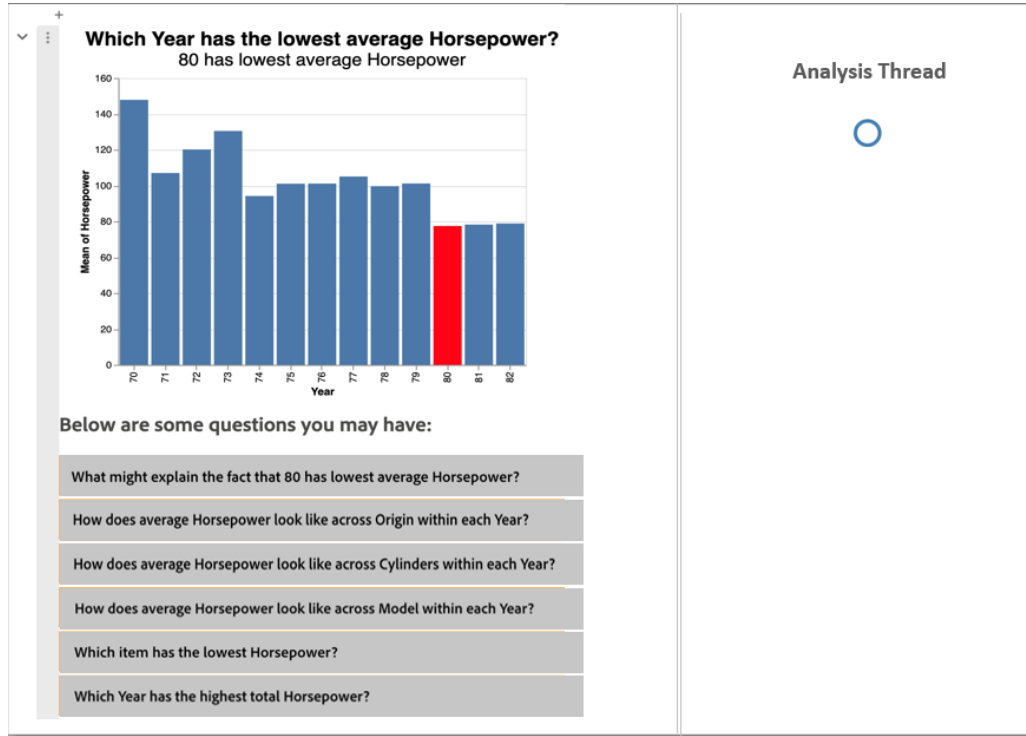 +
Which Year has the lowest average Horsepower?
80 has lowest average Horsepower
160
140
120
100
80
60
40
20
0
Mean of Horsepower
70 71 72 73 74 75 76 77 78 79 80 81 82
Year
Below are some questions you may have:
What might explain the fact that 80 has lowest average Horsepower?
How does average Horsepower look like across Origin within each Year?
How does average Horsepower look like across Cylinders within each Year?
How does average Horsepower look like across Model within each Year?
Which item has the lowest Horsepower?
Which Year has the highest total Horsepower?
Analysis Thread